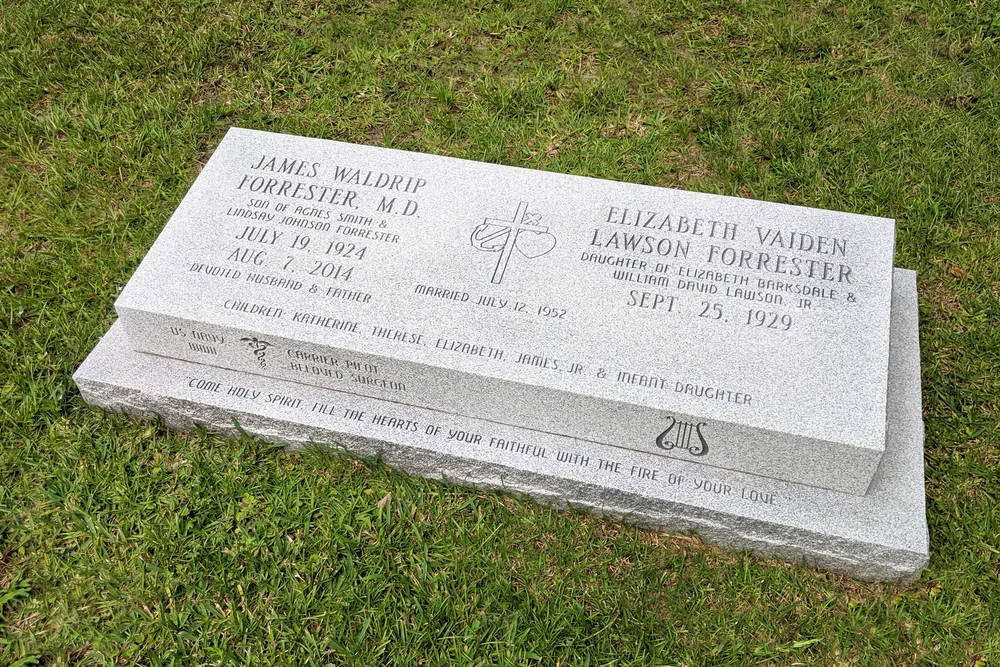 JAMES WALDRIP
FORRESTER, M.D.
SON OF AGNES SMITH &
LINDSAY JOHNSON FORRESTER
JULY 19, 1924
AUG. 7, 2014
DEVOTED HUSBAND & FATHER
MARRIED JULY 12, 1952
ELIZABETH VAIDEN
LAWSON FORRESTER
DAUGHTER OF ELIZABETH BARKSDALE &
WILLIAM DAVID LAWSON, JR.
SEPT. 25, 1929
CHILDREN: KATHERINE, THERESE, ELIZABETH, JAMES, JR. & INFANT DAUGHTER
US NAVY
WWII
CARRIER PILOT
BELOVED SURGEON
"COME HOLY SPIRIT, FILL THE HEARTS OF YOUR FAITHFUL WITH THE FIRE OF YOUR LOVE"